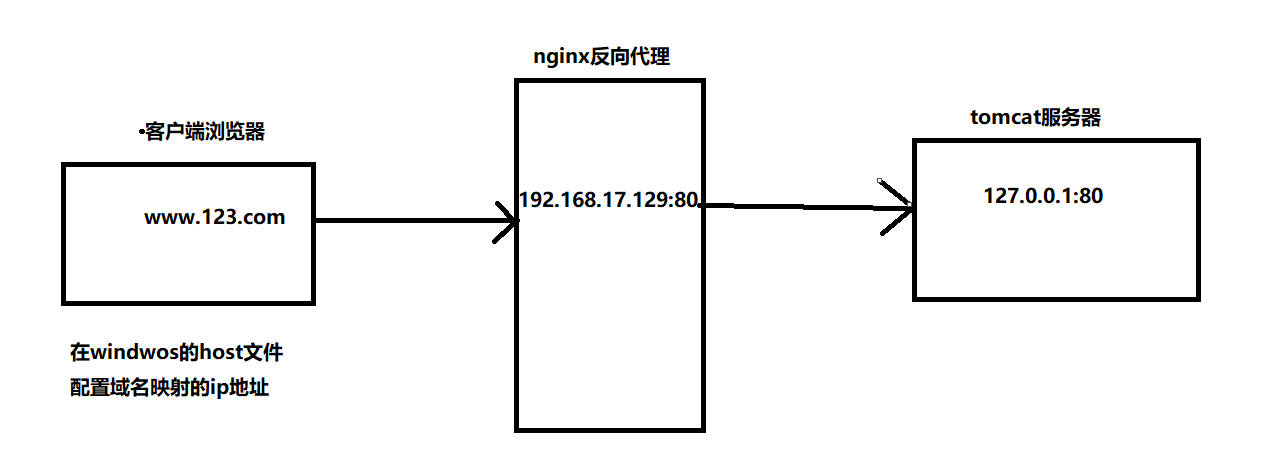 nginx反向代理
客户端浏览器
tomcat服务器
www.123.com
192.168.17.129:80
127.0.0.1:80
在windwos的host文件
配置域名映射的ip地址